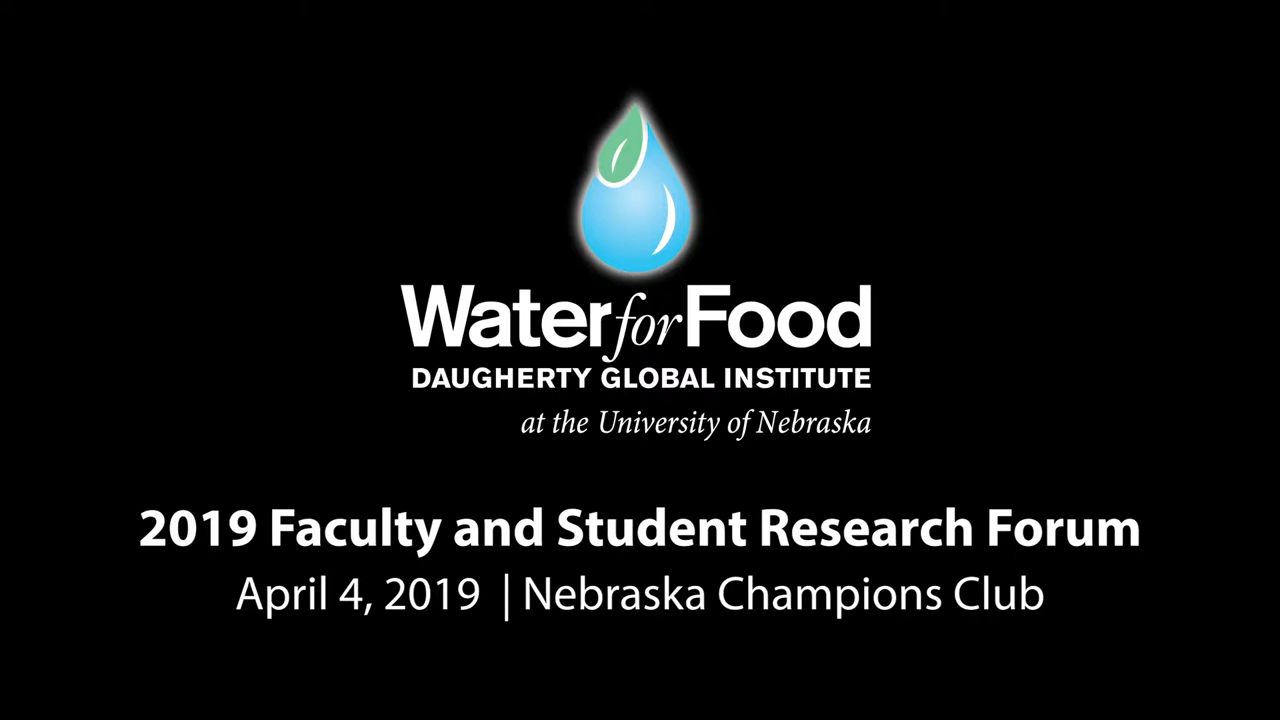 Water for Food
DAUGHERTY GLOBAL INSTITUTE
at the University of Nebraska
2019 Faculty and Student Research Forum
April 4, 2019 | Nebraska Champions Club